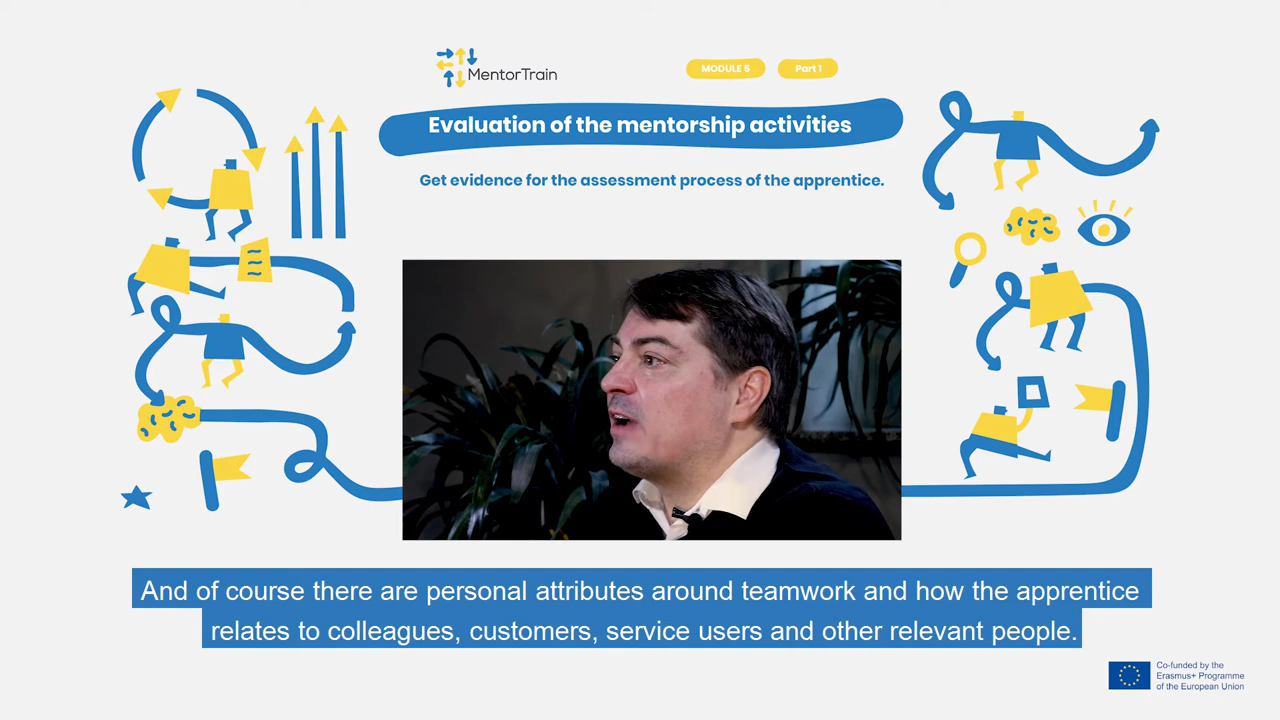 MentorTrain
MODULE 5
Part 1
Evaluation of the mentorship activities
Get evidence for the assessment process of the apprentice.
And of course there are personal attributes around teamwork and how the apprentice
relates to colleagues, customers, service users and other relevant people.
Co-funded by the
Erasmus+ Programme
of the European Union